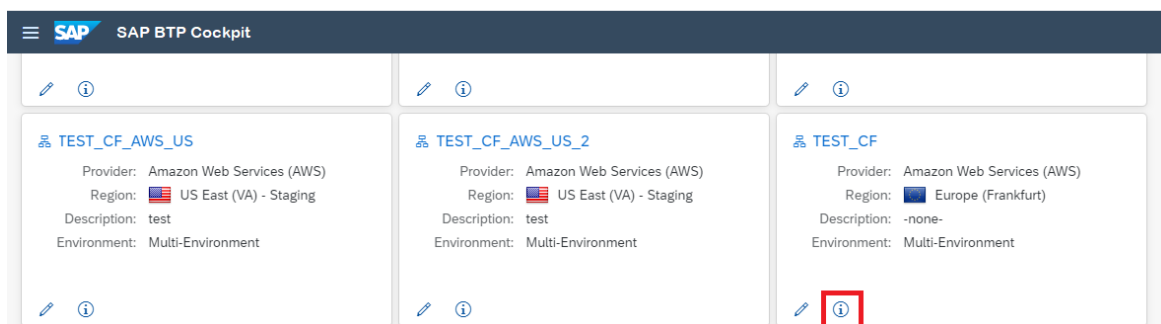 SAP SAP BTP Cockpit
TEST_CF_AWS_US
Provider: Amazon Web Services (AWS)
Region: US East (VA) - Staging
Description: test
Environment: Multi-Environment
TEST_CF_AWS_US_2
Provider: Amazon Web Services (AWS)
Region: US East (VA) - Staging
Description: test
Environment: Multi-Environment
TEST_CF
Provider: Amazon Web Services (AWS)
Region: Europe (Frankfurt)
Description: -none-
Environment: Multi-Environment